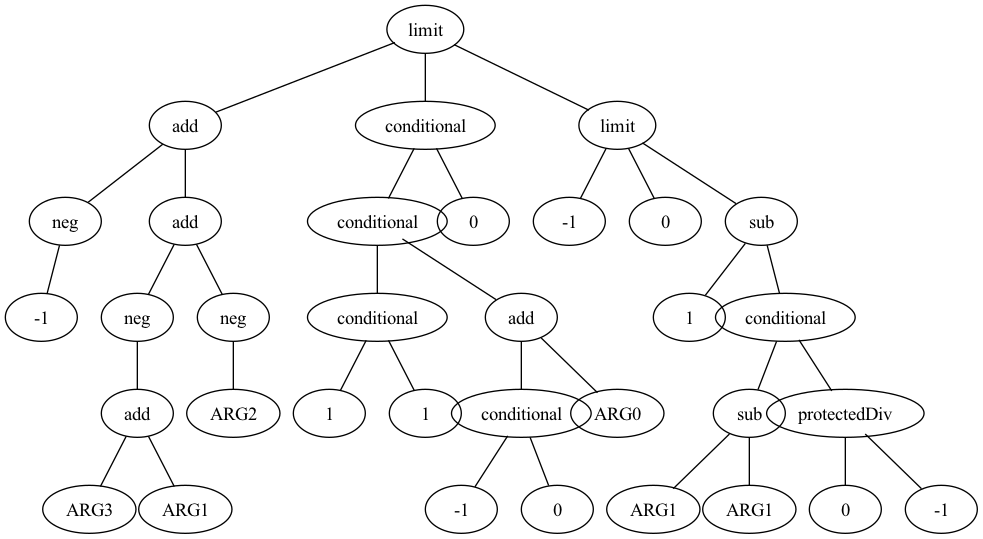 limit
add conditional limit
neg add conditional 0 -1 0 sub
-1 neg neg conditional add 1 conditional
add ARG2 1 1 conditional ARG0 sub protectedDiv
ARG3 ARG1 -1 0 ARG1 ARG1 0 -1